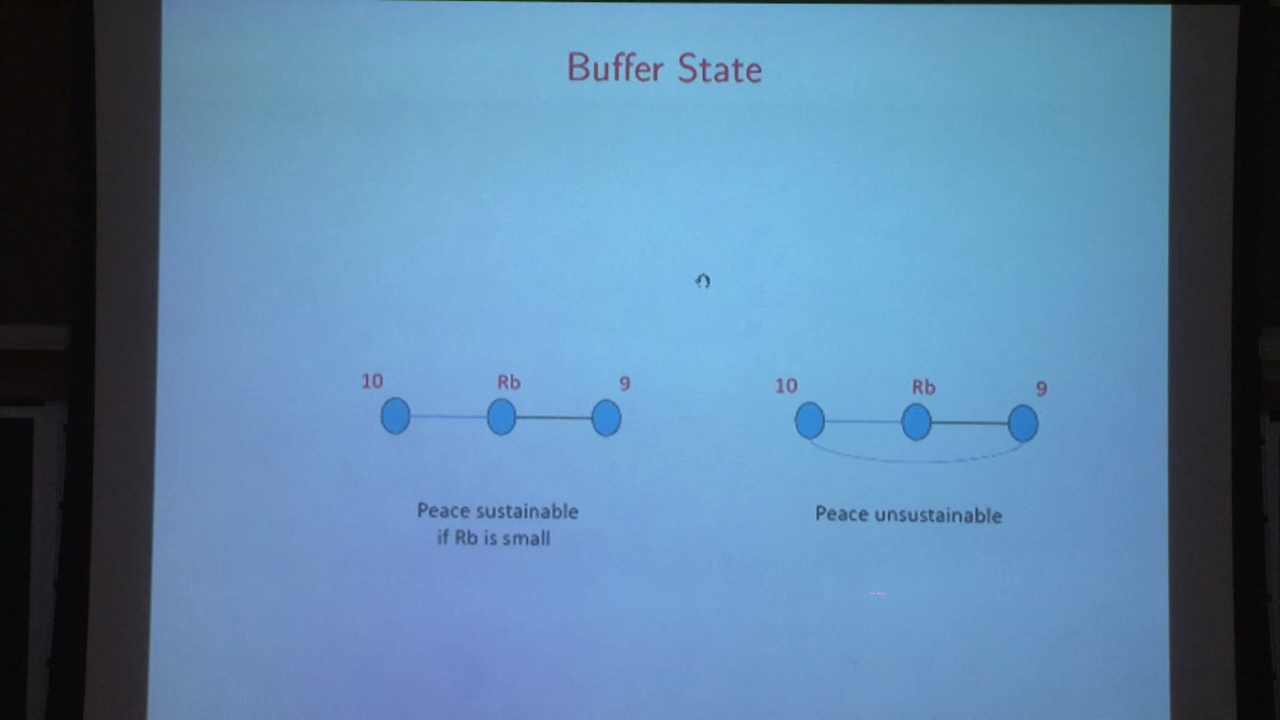 Buffer State
10 Rb 9
10 Rb 9
Peace sustainable
if Rb is small
Peace unsustainable